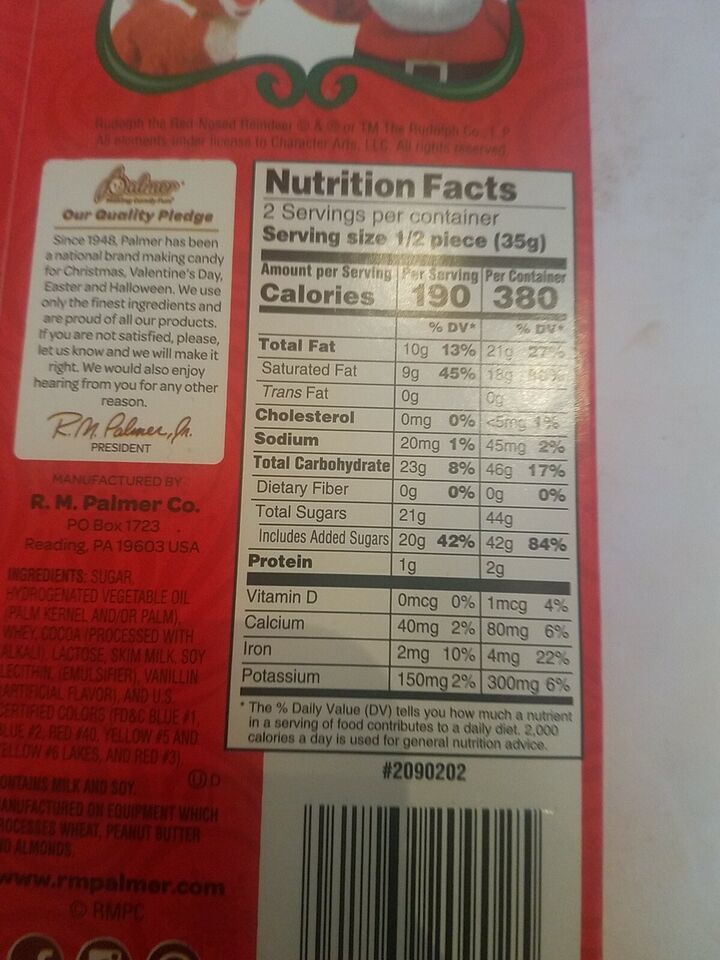 Rudolph the Red-Nosed Reindeer © & ® or TM The Rudolph Co., L.P.
All elements under license to Character Arts, LLC. All rights reserved.
Palmer
Making Candy Fun
Our Quality Pledge
Since 1948, Palmer has been
a national brand making candy
for Christmas, Valentine's Day,
Easter and Halloween. We use
only the finest ingredients and
are proud of all our products.
If you are not satisfied, please,
let us know and we will make it
right. We would also enjoy
hearing from you for any other
reason.
R.M. Palmer, Jr.
PRESIDENT
MANUFACTURED BY
R. M. Palmer Co.
PO Box 1723
Reading, PA 19603 USA
INGREDIENTS: SUGAR,
HYDROGENATED VEGETABLE OIL
(PALM KERNEL AND/OR PALM),
WHEY, COCOA (PROCESSED WITH
ALKALI), LACTOSE, SKIM MILK, SOY
LECITHIN, (EMULSIFIER), VANILLIN
(ARTIFICIAL FLAVOR), AND U.S.
CERTIFIED COLORS (FD&C BLUE #1,
BLUE #2, RED #40, YELLOW #5 AND
YELLOW #6 LAKES, AND RED #3).
U D
CONTAINS MILK AND SOY.
MANUFACTURED ON EQUIPMENT WHICH
PROCESSES WHEAT, PEANUT BUTTER
AND ALMONDS.
www.rmpalmer.com
© RMPC
Nutrition Facts
2 Servings per container
Serving size 1/2 piece (35g)
Amount per Serving Per Serving Per Container
Calories 190 380
% DV* % DV*
Total Fat 10g 13% 21g 27%
Saturated Fat 9g 45% 18g
Trans Fat 0g 0g
Cholesterol 0mg 0% <5mg 1%
Sodium 20mg 1% 45mg 2%
Total Carbohydrate 23g 8% 46g 17%
Dietary Fiber 0g 0% 0g 0%
Total Sugars 21g 44g
Includes Added Sugars 20g 42% 42g 84%
Protein 1g 2g
Vitamin D 0mcg 0% 1mcg 4%
Calcium 40mg 2% 80mg 6%
Iron 2mg 10% 4mg 22%
Potassium 150mg 2% 300mg 6%
* The % Daily Value (DV) tells you how much a nutrient
in a serving of food contributes to a daily diet. 2,000
calories a day is used for general nutrition advice.
#2090202